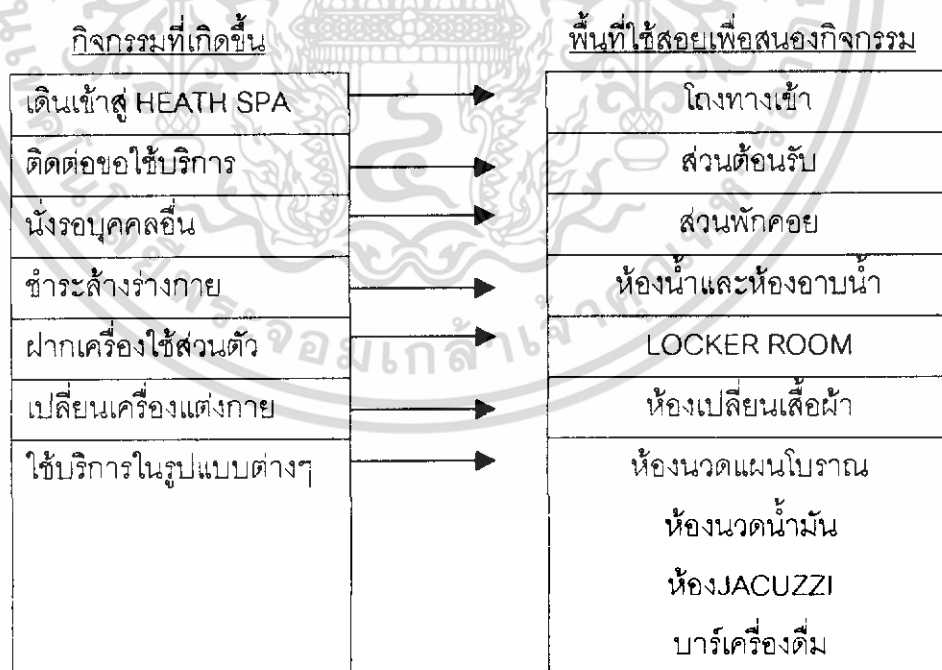 กิจกรรมที่เกิดขึ้น พื้นที่ใช้สอยเพื่อสนองกิจกรรม
เดินเข้าสู่ HEATH SPA โถงทางเข้า
ติดต่อขอใช้บริการ ส่วนต้อนรับ
นั่งรอบุคคลอื่น ส่วนพักคอย
ชำระล้างร่างกาย ห้องน้ำและห้องอาบน้ำ
ฝากเครื่องใช้ส่วนตัว LOCKER ROOM
เปลี่ยนเครื่องแต่งกาย ห้องเปลี่ยนเสื้อผ้า
ใช้บริการในรูปแบบต่างๆ ห้องนวดแผนโบราณ
ห้องนวดน้ำมัน
ห้องJACUZZI
บาร์เครื่องดื่ม